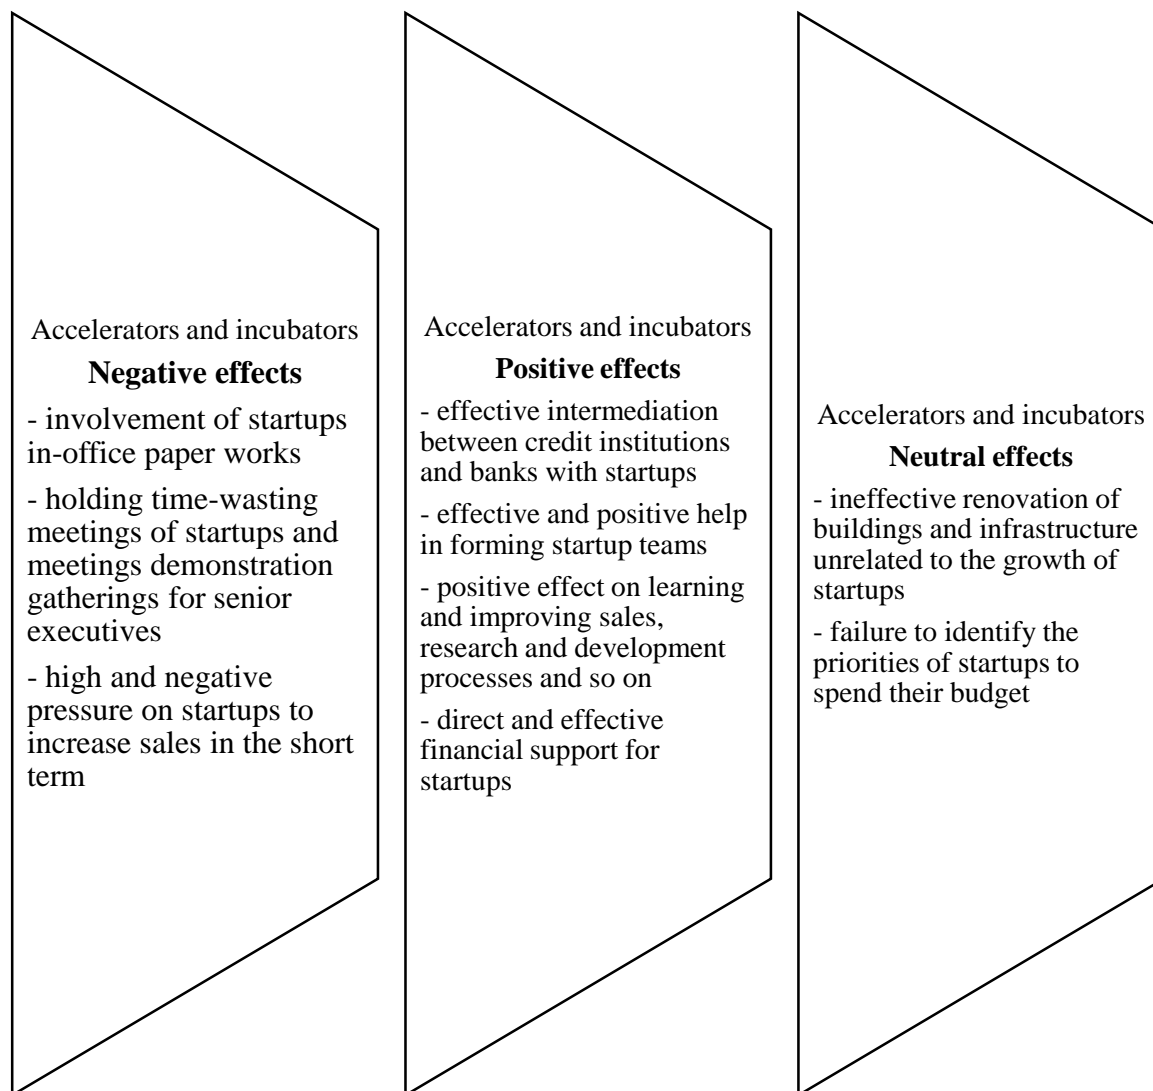 Accelerators and incubators
Negative effects
- involvement of startups
in-office paper works
- holding time-wasting
meetings of startups and
meetings demonstration
gatherings for senior
executives
- high and negative
pressure on startups to
increase sales in the short
term
Accelerators and incubators
Positive effects
- effective intermediation
between credit institutions
and banks with startups
- effective and positive help
in forming startup teams
- positive effect on learning
and improving sales,
research and development
processes and so on
- direct and effective
financial support for
startups
Accelerators and incubators
Neutral effects
- ineffective renovation of
buildings and infrastructure
unrelated to the growth of
startups
- failure to identify the
priorities of startups to
spend their budget